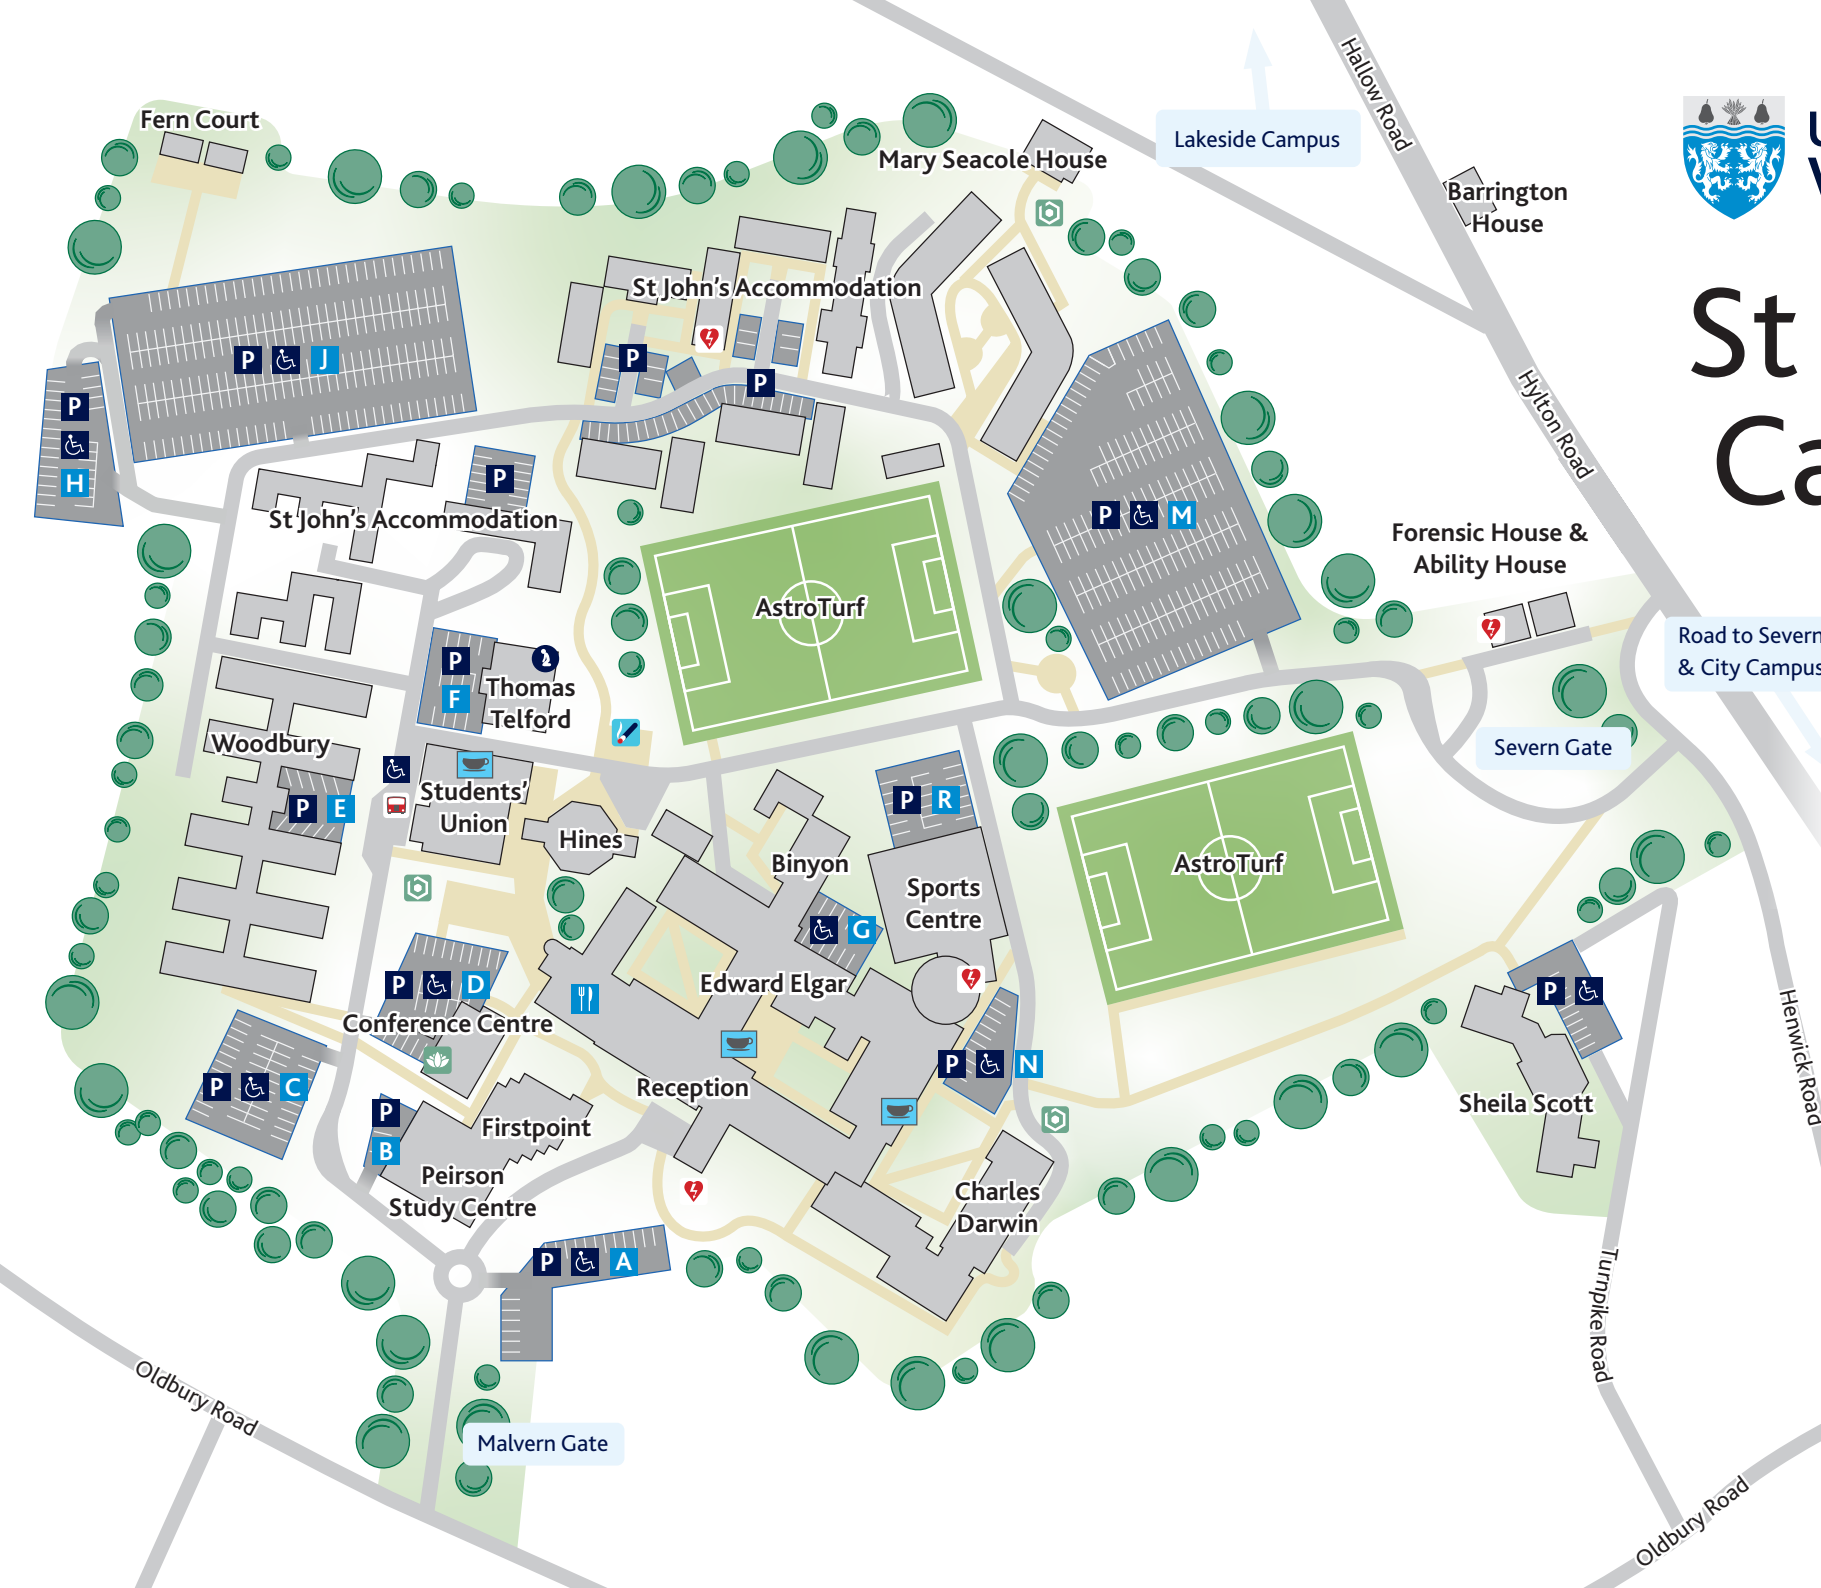 Fern Court
Mary Seacole House
Lakeside Campus
Hallow Road
Barrington
House
St
Ca
St John's Accommodation
P J
P
H
P
P
P
St John's Accommodation
P M
Hylton Road
Forensic House &
Ability House
Road to Severn
& City Campus
AstroTurf
P
F
Thomas
Telford
Woodbury
P E
Students'
Union
Hines
Binyon
P R
Sports
Centre
Severn Gate
AstroTurf
G
Edward Elgar
P D
Conference Centre
P C
P
B
Firstpoint
Peirson
Study Centre
Reception
P N
Charles
Darwin
P
Sheila Scott
Henwick Road
P A
Turnpike Road
Oldbury Road
Malvern Gate
Oldbury Road